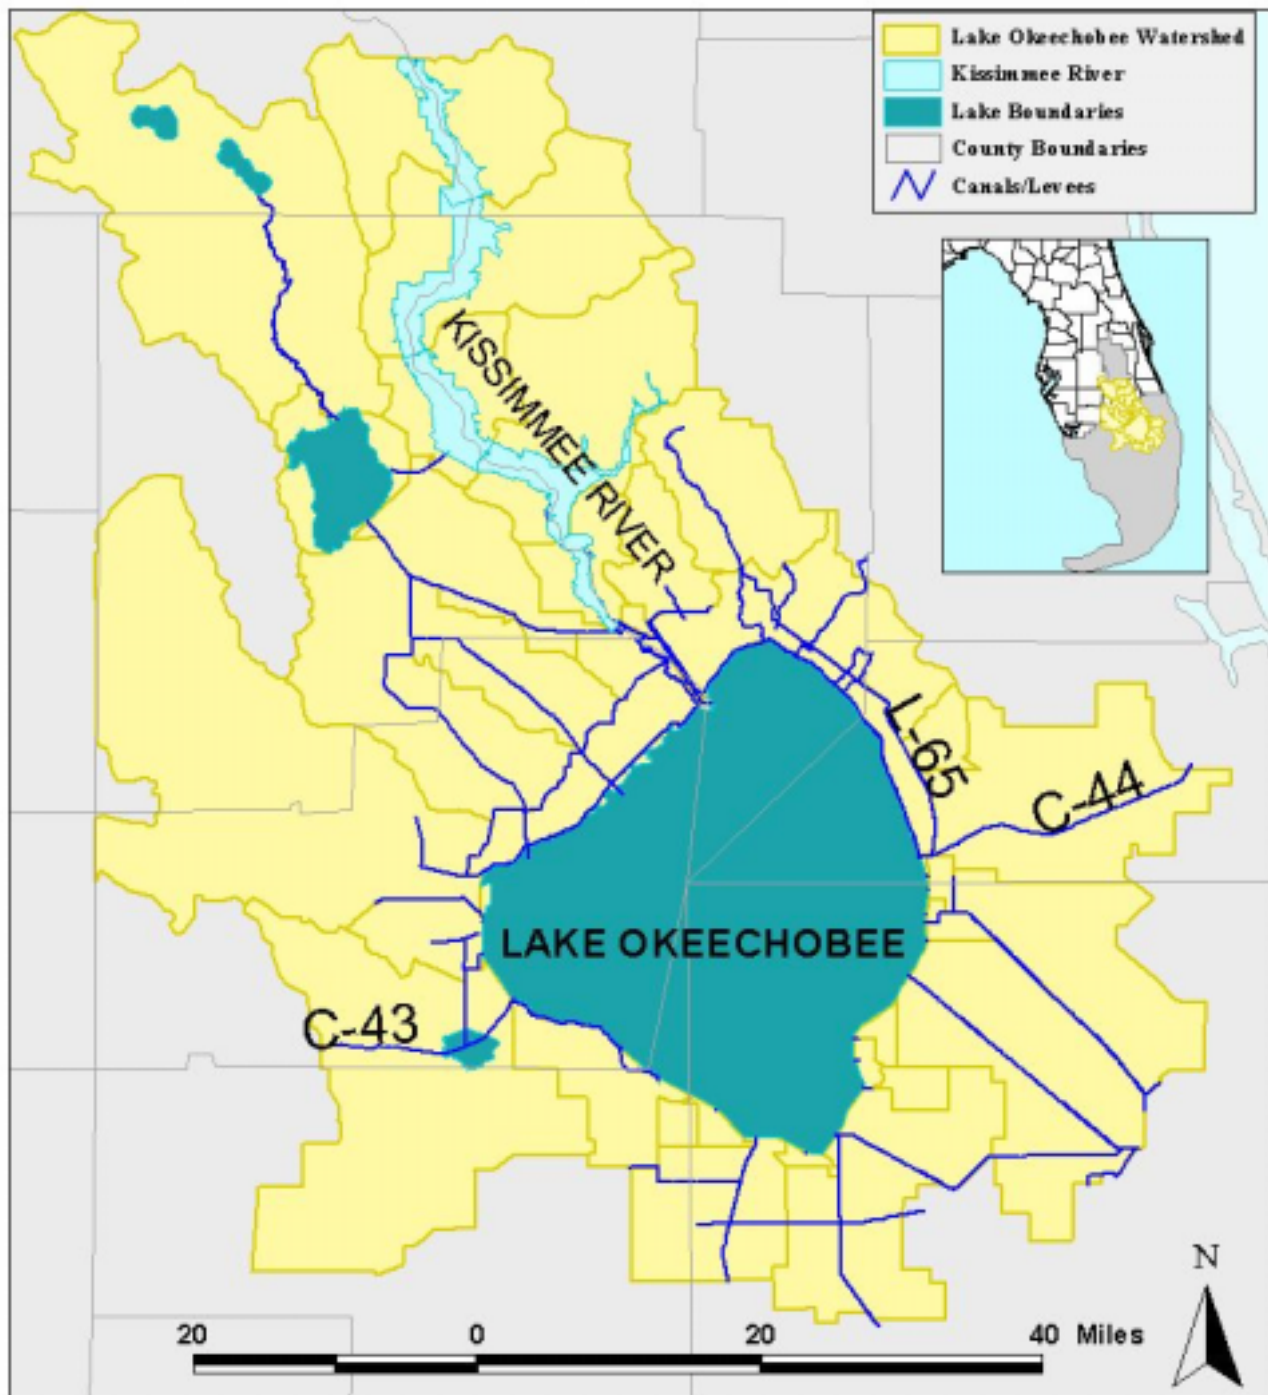 Lake Okeechobee Watershed
Kissimmee River
Lake Boundaries
County Boundaries
Canals/Levees
KISSIMMEE RIVER
L-65
C-44
LAKE OKEECHOBEE
C-43
N
20 0 20 40 Miles